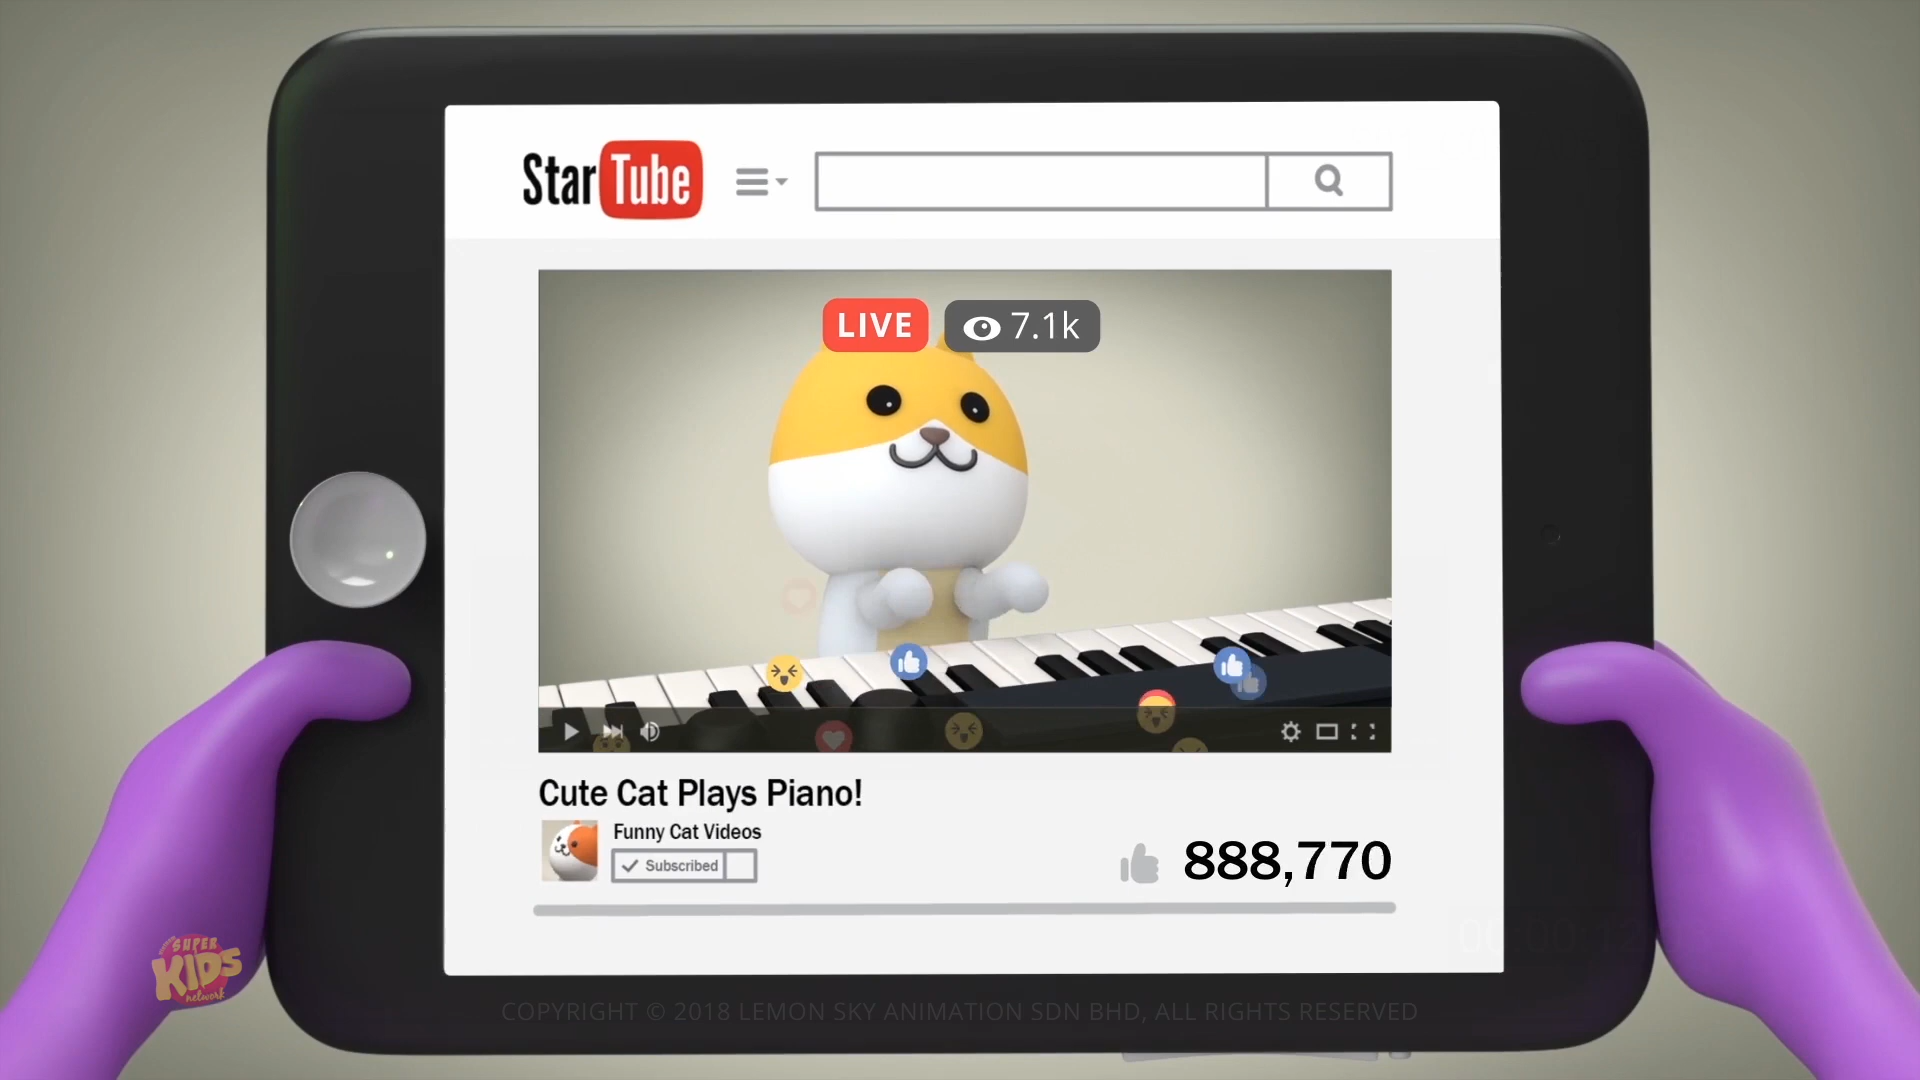 StarTube
LIVE
7.1k
Cute Cat Plays Piano!
Funny Cat Videos
Subscribed
888,770
SUPER
KIDS
network
COPYRIGHT © 2018 LEMON SKY ANIMATION SDN BHD, ALL RIGHTS RESERVED